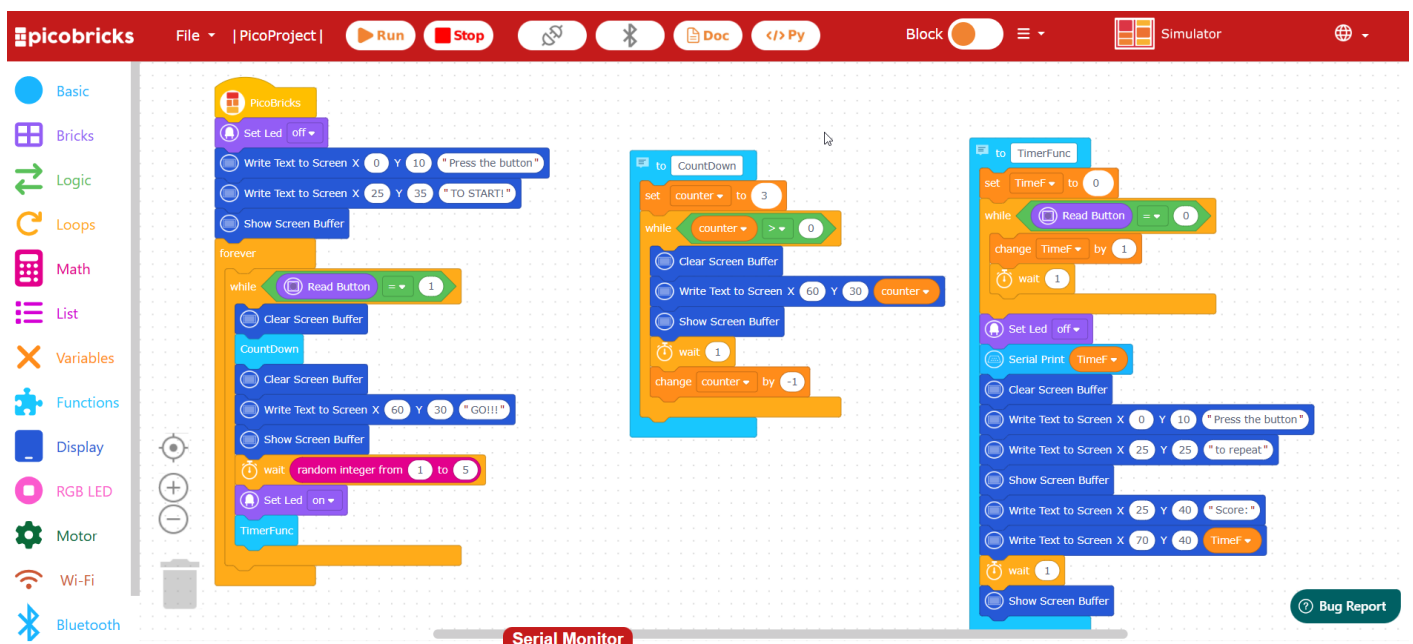 picobricks File |PicoProject| Run Stop Doc </> Py Block Simulator
Basic
Bricks
Logic
Loops
Math
List
Variables
Functions
Display
RGB LED
Motor
Wi-Fi
Bluetooth
PicoBricks
Set Led off
Write Text to Screen X 0 Y 10 "Press the button"
Write Text to Screen X 25 Y 35 "TO START!"
Show Screen Buffer
forever
while Read Button = 1
Clear Screen Buffer
CountDown
Clear Screen Buffer
Write Text to Screen X 60 Y 30 "GO!!!"
Show Screen Buffer
wait random integer from 1 to 5
Set Led on
TimerFunc
to CountDown
set counter to 3
while counter > 0
Clear Screen Buffer
Write Text to Screen X 60 Y 30 counter
Show Screen Buffer
wait 1
change counter by -1
to TimerFunc
set TimeF to 0
while Read Button = 0
change TimeF by 1
wait 1
Set Led off
Serial Print TimeF
Clear Screen Buffer
Write Text to Screen X 0 Y 10 "Press the button"
Write Text to Screen X 25 Y 25 "to repeat"
Show Screen Buffer
Write Text to Screen X 25 Y 40 "Score:"
Write Text to Screen X 70 Y 40 TimeF
wait 1
Show Screen Buffer
Bug Report
Serial Monitor